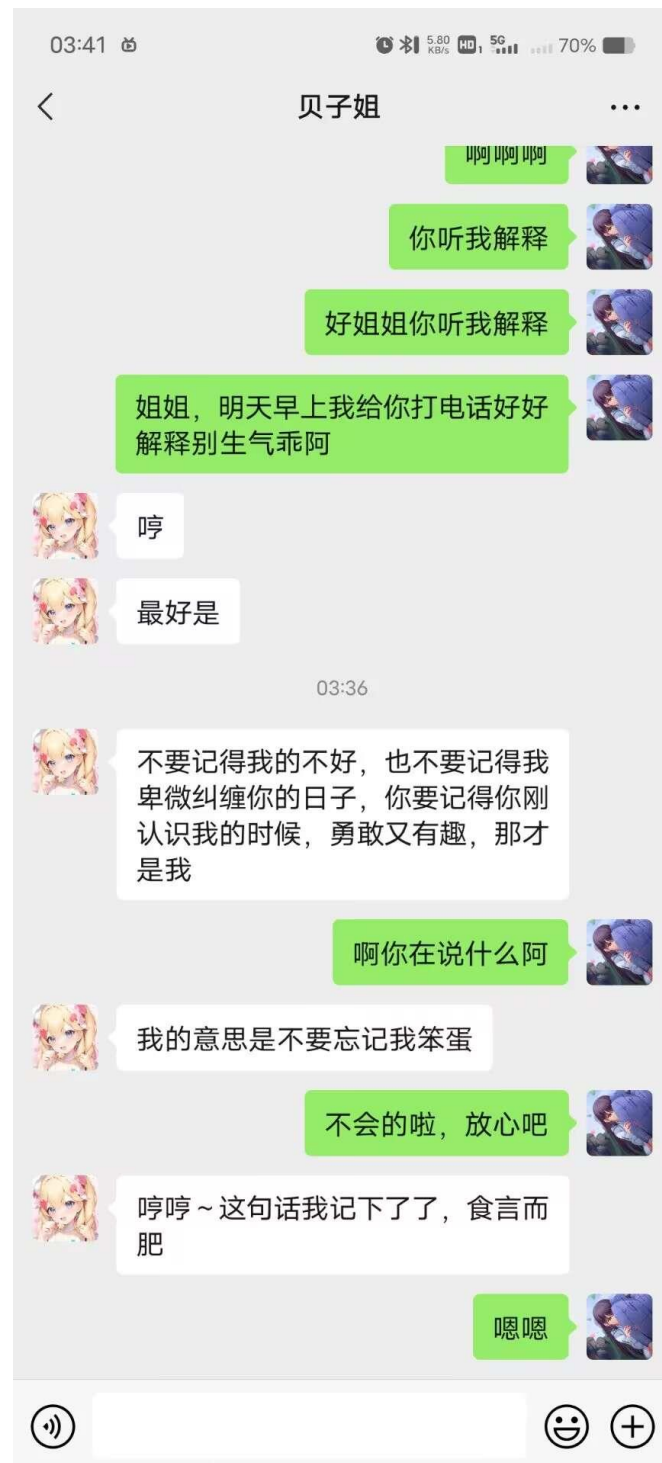 03:41
5.80
KB/s
HD
1
5G
70%
贝子姐
啊啊啊
你听我解释
好姐姐你听我解释
姐姐，明天早上我给你打电话好好
解释别生气乖阿
哼
最好是
03:36
不要记得我的不好，也不要记得我
卑微纠缠你的日子，你要记得你刚
认识我的时候，勇敢又有趣，那才
是我
啊你在说什么阿
我的意思是不要忘记我笨蛋
不会的啦，放心吧
哼哼～这句话我记下了了，食言而
肥
嗯嗯